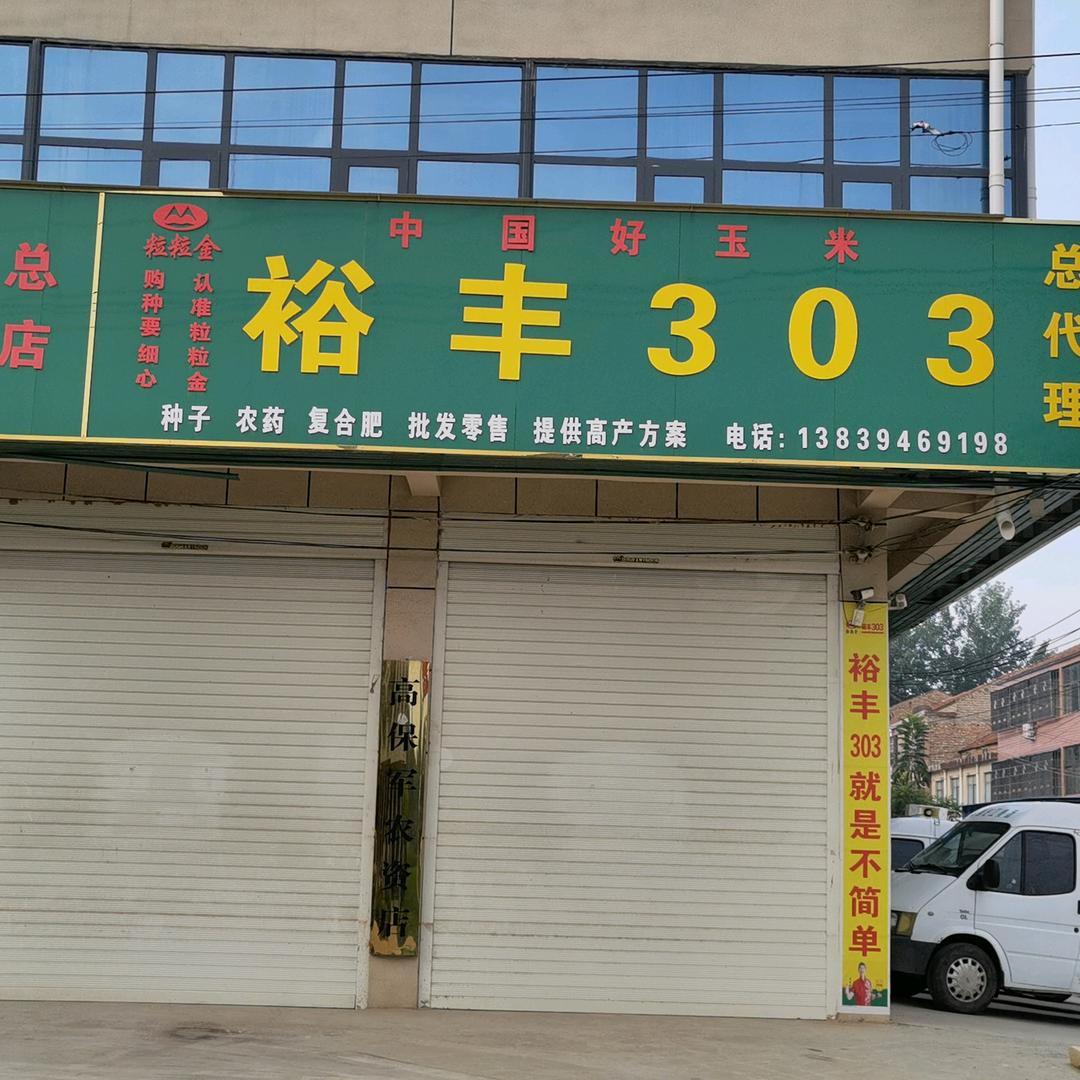 总店
粒粒金
购种要细心
认准粒粒金
中国好玉米
裕丰303
总代理
种子 农药 复合肥 批发零售 提供高产方案 电话:13839469198
高保军农资店
裕丰303就是不简单